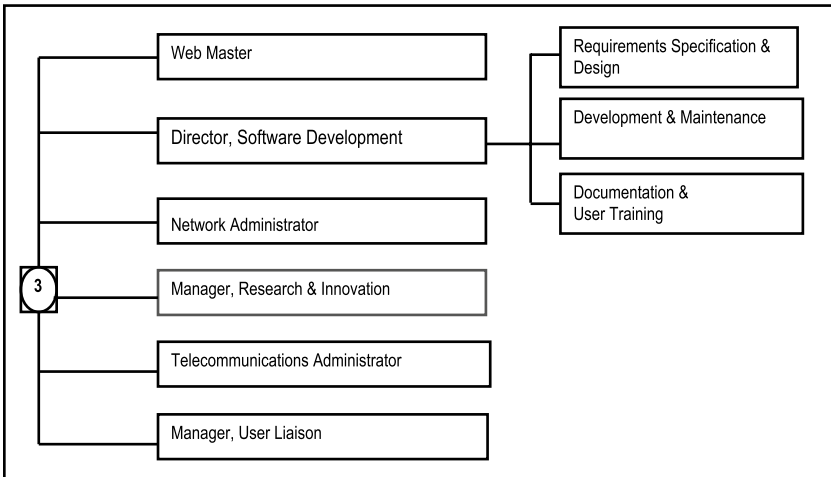 Web Master
Director, Software Development
Network Administrator
3
Manager, Research & Innovation
Telecommunications Administrator
Manager, User Liaison
Requirements Specification &
Design
Development & Maintenance
Documentation &
User Training